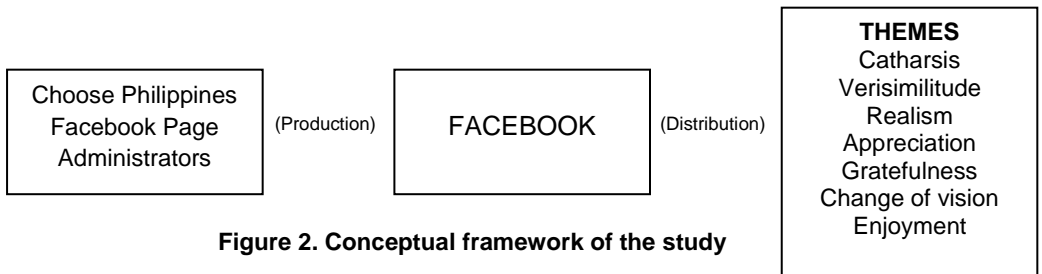 Choose Philippines
Facebook Page
Administrators
(Production)
FACEBOOK
(Distribution)
THEMES
Catharsis
Verisimilitude
Realism
Appreciation
Gratefulness
Change of vision
Enjoyment
Figure 2. Conceptual framework of the study